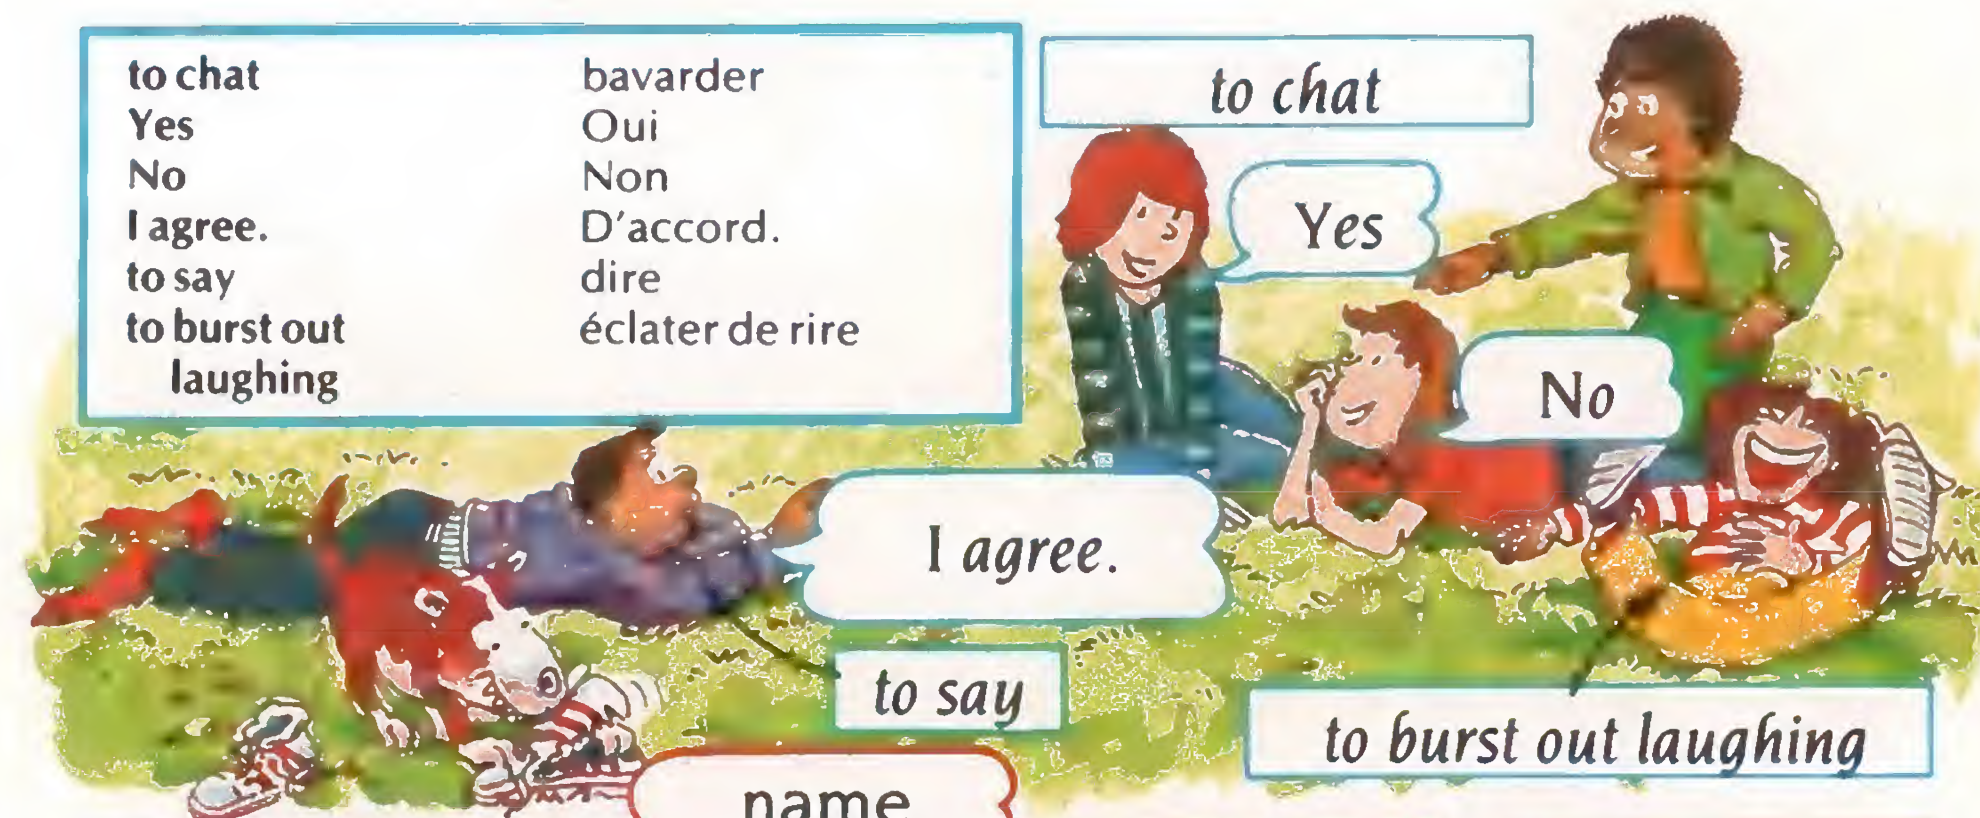 to chat bavarder
Yes Oui
No Non
I agree. D'accord.
to say dire
to burst out éclater de rire
laughing
to chat
Yes
No
I agree.
to say
to burst out laughing
name